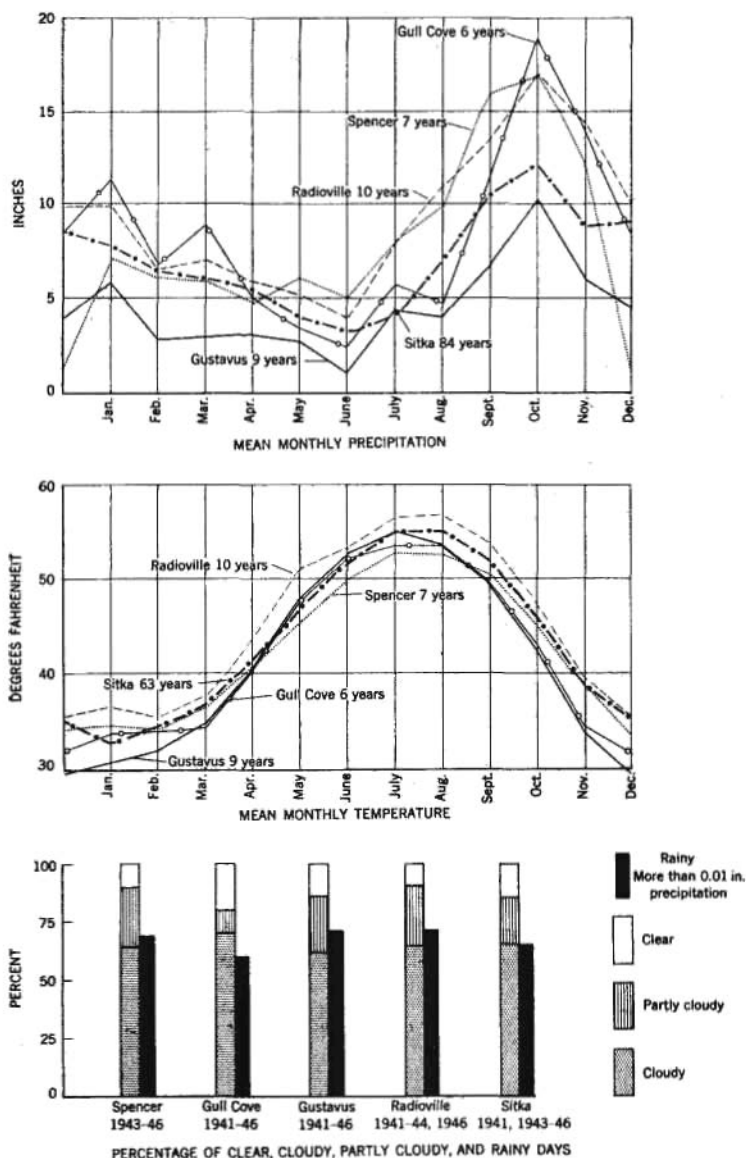 20
15
10
5
0
INCHES
Gull Cove 6 years
Spencer 7 years
Radioville 10 years
Sitka 84 years
Gustavus 9 years
Jan.
Feb.
Mar.
Apr.
May
June
July
Aug.
Sept.
Oct.
Nov.
Dec.
MEAN MONTHLY PRECIPITATION
60
50
40
30
DEGREES FAHRENHEIT
Radioville 10 years
Spencer 7 years
Sitka 63 years
Gull Cove 6 years
Gustavus 9 years
Jan.
Feb.
Mar.
Apr.
May
June
July
Aug.
Sept.
Oct.
Nov.
Dec.
MEAN MONTHLY TEMPERATURE
100
75
50
25
0
PERCENT
Rainy
More than 0.01 in.
precipitation
Clear
Partly cloudy
Cloudy
Spencer
1943-46
Gull Cove
1941-46
Gustavus
1941-46
Radioville
1941-44, 1946
Sitka
1941, 1943-46
PERCENTAGE OF CLEAR, CLOUDY, PARTLY CLOUDY, AND RAINY DAYS